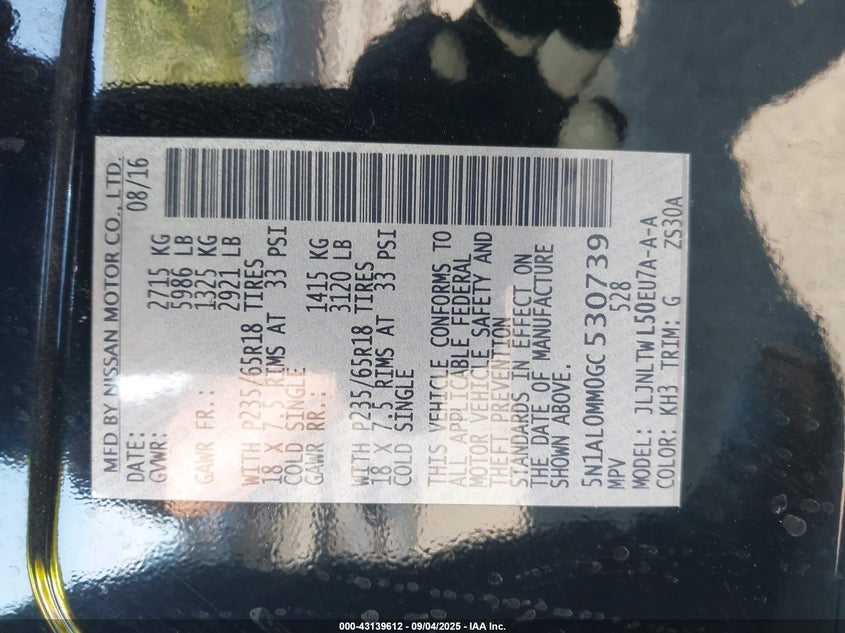 MFD BY NISSAN MOTOR CO., LTD.
DATE: 08/16
GVWR: 2715 KG
5986 LB
GAWR FR.: 1325 KG
2921 LB
WITH P235/65R18 TIRES
18 X 7.5 RIMS AT 33 PSI
COLD SINGLE
GAWR RR.: 1415 KG
3120 LB
WITH P235/65R18 TIRES
18 X 7.5 RIMS AT 33 PSI
COLD SINGLE
THIS VEHICLE CONFORMS TO
ALL APPLICABLE FEDERAL
MOTOR VEHICLE SAFETY AND
THEFT PREVENTION
STANDARDS IN EFFECT ON
THE DATE OF MANUFACTURE
SHOWN ABOVE.
5N1AL0MM0GC530739
MPV 528
MODEL: JLJNLTWL50EU7A-A-A
COLOR: KH3 TRIM: G ZS30A
000-43139612 - 09/04/2025 - IAA Inc.